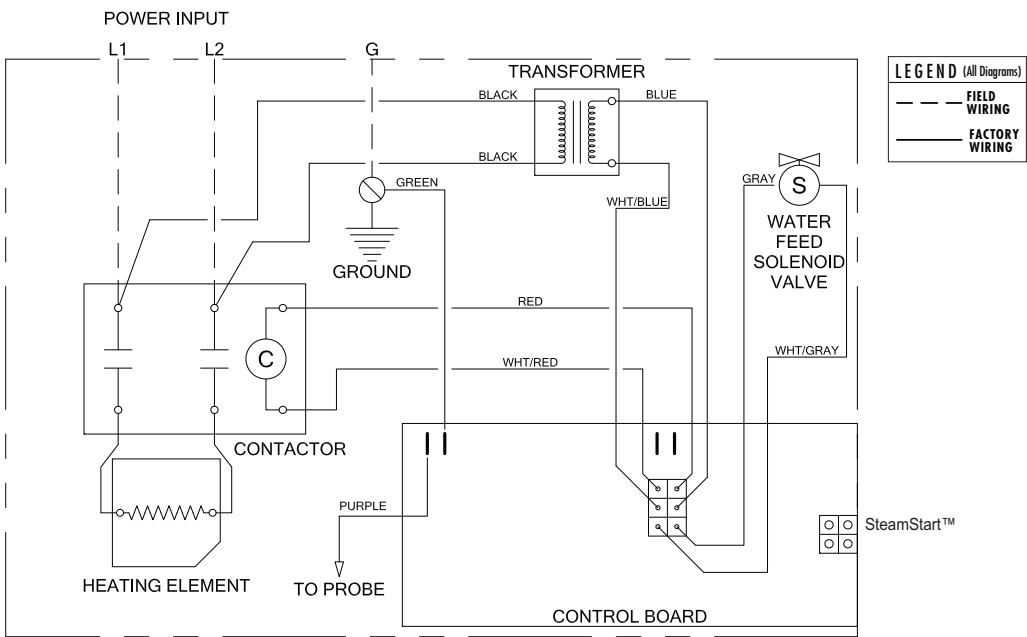 POWER INPUT
L1
L2
G
TRANSFORMER
BLACK
BLUE
BLACK
GREEN
WHT/BLUE
GRAY
S
WATER
FEED
SOLENOID
VALVE
GROUND
RED
C
WHT/RED
WHT/GRAY
CONTACTOR
PURPLE
TO PROBE
HEATING ELEMENT
SteamStart™
CONTROL BOARD
LEGEND (All Diagrams)
FIELD
WIRING
FACTORY
WIRING